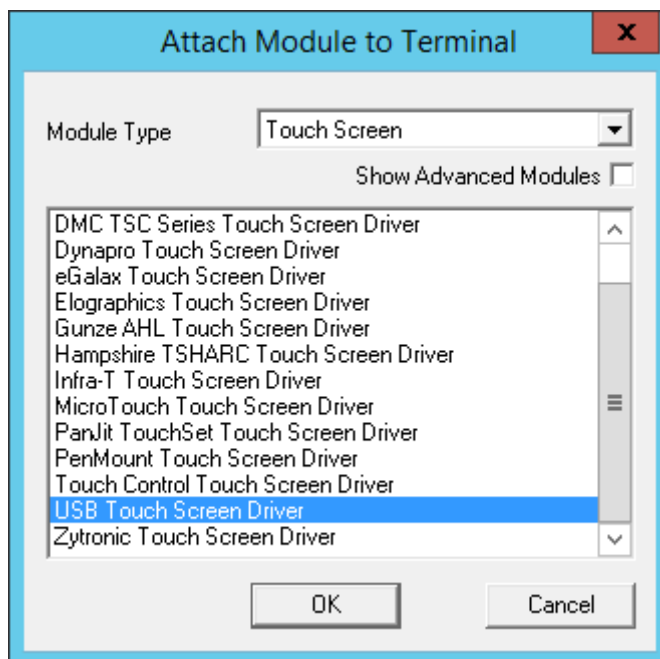 Attach Module to Terminal
x
Module Type
Touch Screen
Show Advanced Modules
DMC TSC Series Touch Screen Driver
Dynapro Touch Screen Driver
eGalax Touch Screen Driver
Elographics Touch Screen Driver
Gunze AHL Touch Screen Driver
Hampshire TSHARC Touch Screen Driver
Infra-T Touch Screen Driver
MicroTouch Touch Screen Driver
PanJit TouchSet Touch Screen Driver
PenMount Touch Screen Driver
Touch Control Touch Screen Driver
USB Touch Screen Driver
Zytronic Touch Screen Driver
OK
Cancel